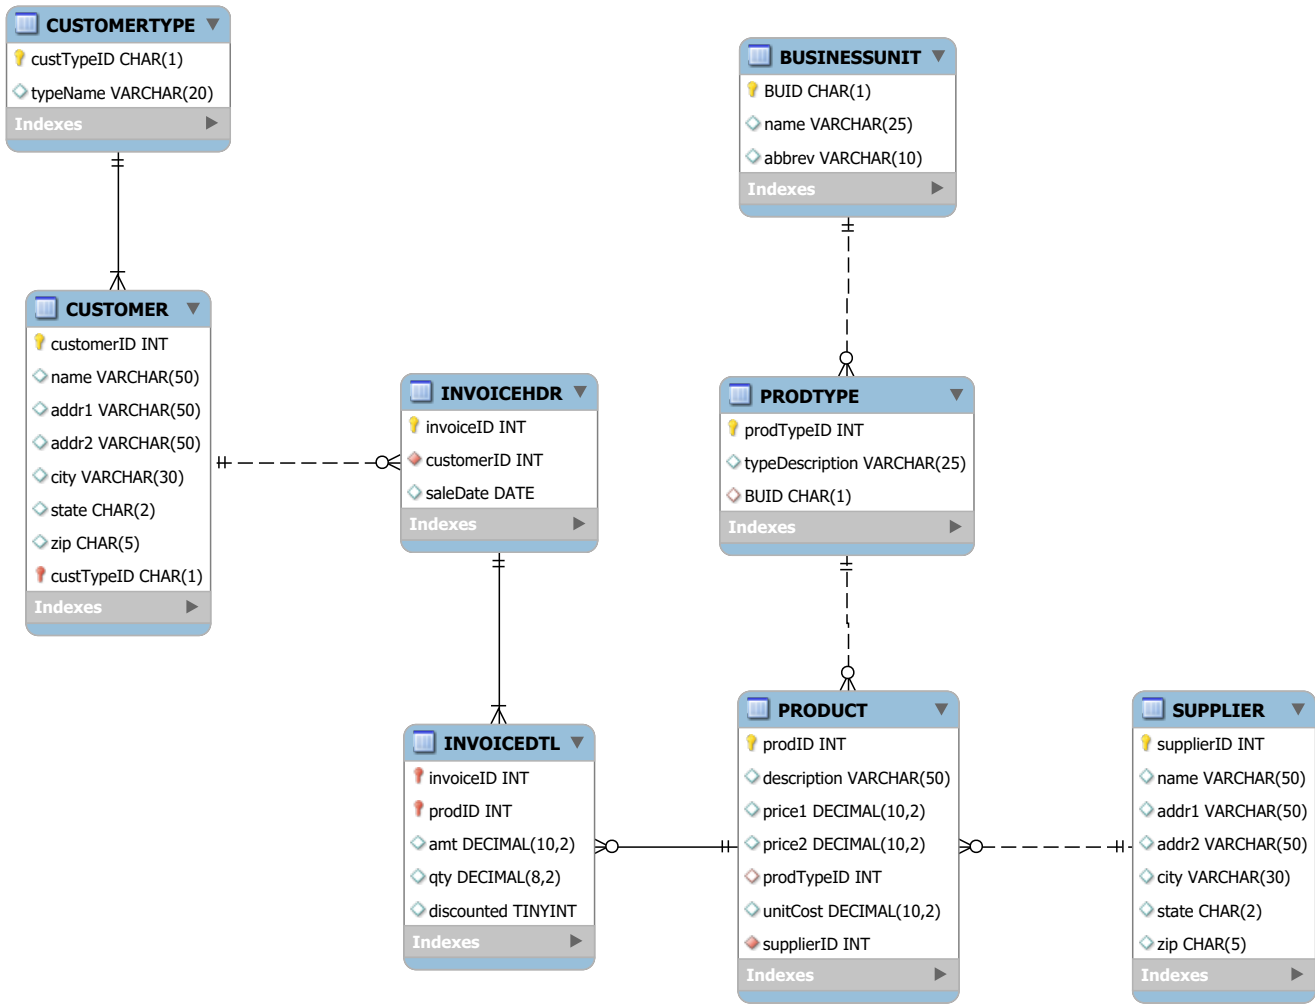 CUSTOMERTYPE
custTypeID CHAR(1)
typeName VARCHAR(20)
Indexes
BUSINESSUNIT
BUID CHAR(1)
name VARCHAR(25)
abbrev VARCHAR(10)
Indexes
CUSTOMER
customerID INT
name VARCHAR(50)
addr1 VARCHAR(50)
addr2 VARCHAR(50)
city VARCHAR(30)
state CHAR(2)
zip CHAR(5)
custTypeID CHAR(1)
Indexes
INVOICEHDR
invoiceID INT
customerID INT
saleDate DATE
Indexes
PRODTYPE
prodTypeID INT
typeDescription VARCHAR(25)
BUID CHAR(1)
Indexes
INVOICEDTL
invoiceID INT
prodID INT
amt DECIMAL(10,2)
qty DECIMAL(8,2)
discounted TINYINT
Indexes
PRODUCT
prodID INT
description VARCHAR(50)
price1 DECIMAL(10,2)
price2 DECIMAL(10,2)
prodTypeID INT
unitCost DECIMAL(10,2)
supplierID INT
Indexes
SUPPLIER
supplierID INT
name VARCHAR(50)
addr1 VARCHAR(50)
addr2 VARCHAR(50)
city VARCHAR(30)
state CHAR(2)
zip CHAR(5)
Indexes